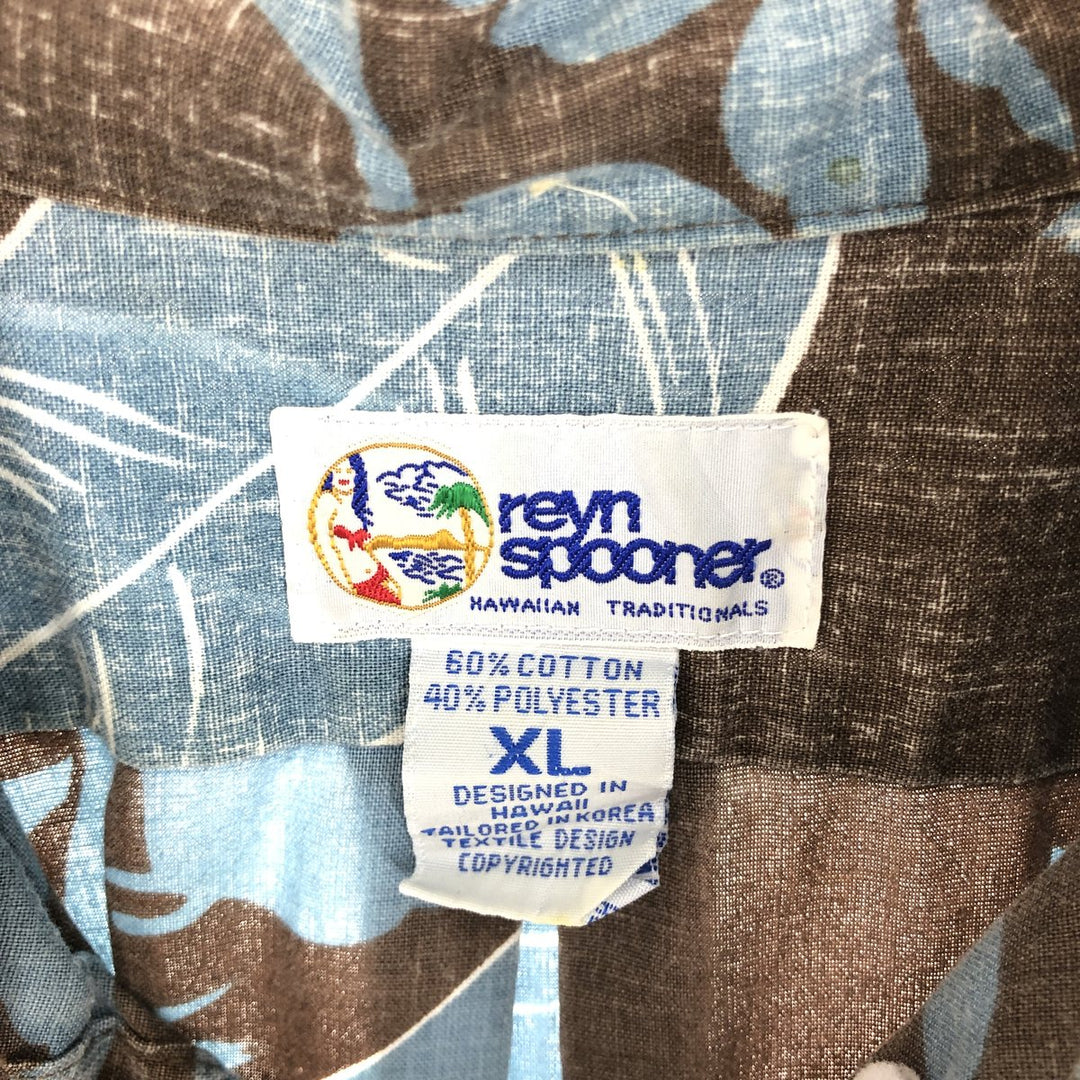 reyn
spooner®
HAWAIIAN TRADITIONALS
60% COTTON
40% POLYESTER
XL
DESIGNED IN
HAWAII
TAILORED IN KOREA
TEXTILE DESIGN
COPYRIGHTED